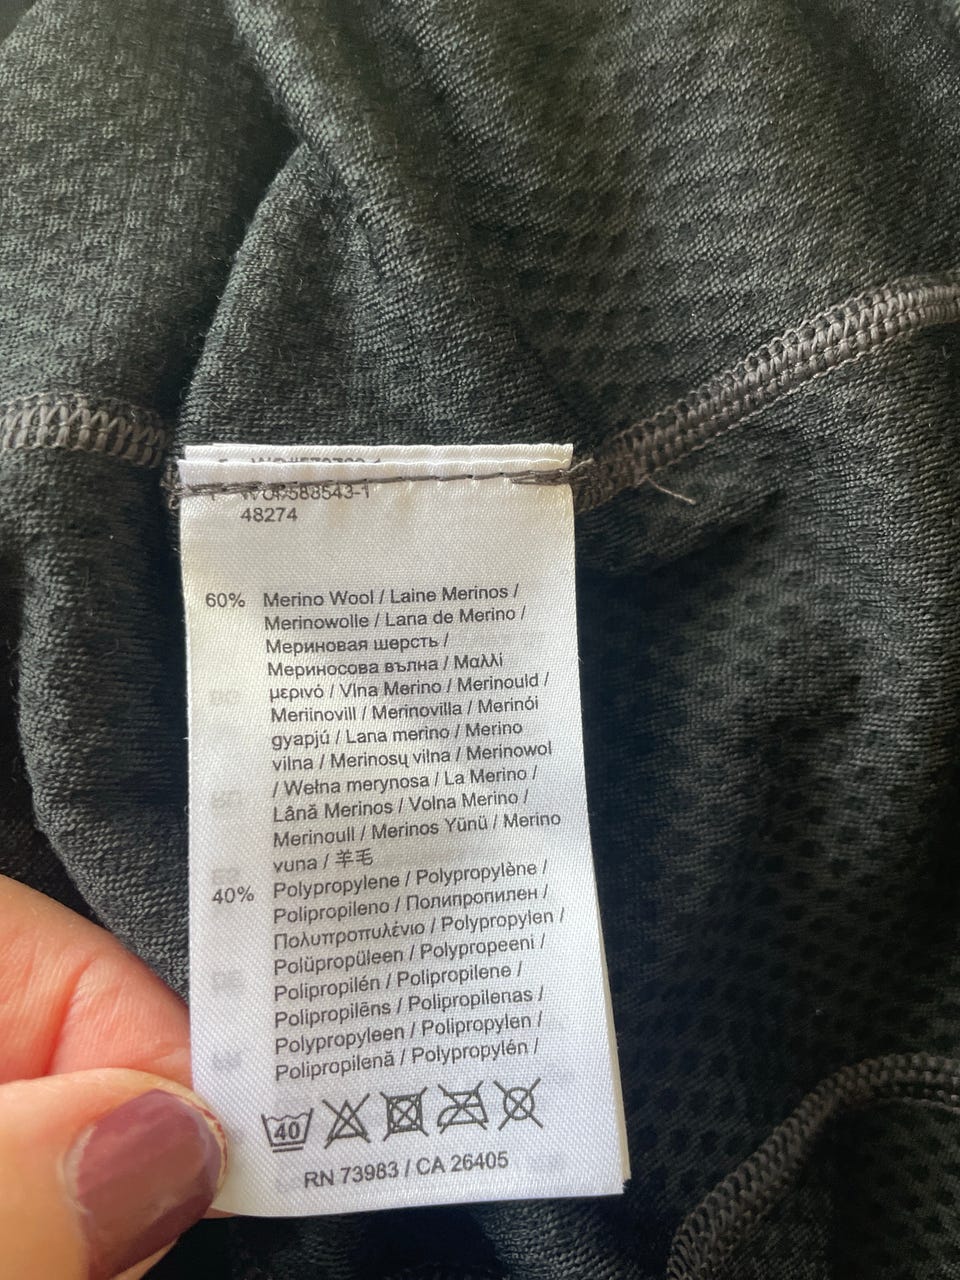 WO#588543-1
48274
60% Merino Wool / Laine Merinos /
Merinowolle / Lana de Merino /
Мериновая шерсть /
Мериносова вълна / Μαλλί
μερινό / Vlna Merino / Merinould /
Meriinovill / Merinovilla / Merinói
gyapjú / Lana merino / Merino
vilna / Merinosų vilna / Merinowol
/ Wełna merynosa / La Merino /
Lână Merinos / Volna Merino /
Merinoull / Merinos Yünü / Merino
vuna / 羊毛
40% Polypropylene / Polypropylène /
Polipropileno / Полипропилен /
Πολυπροπυλένιο / Polypropylen /
Polüpropüleen / Polypropeeni /
Polipropilén / Polipropilene /
Polipropilēns / Polipropilenas /
Polypropyleen / Polipropylen /
Polipropilenă / Polypropylén /
40
RN 73983 / CA 26405